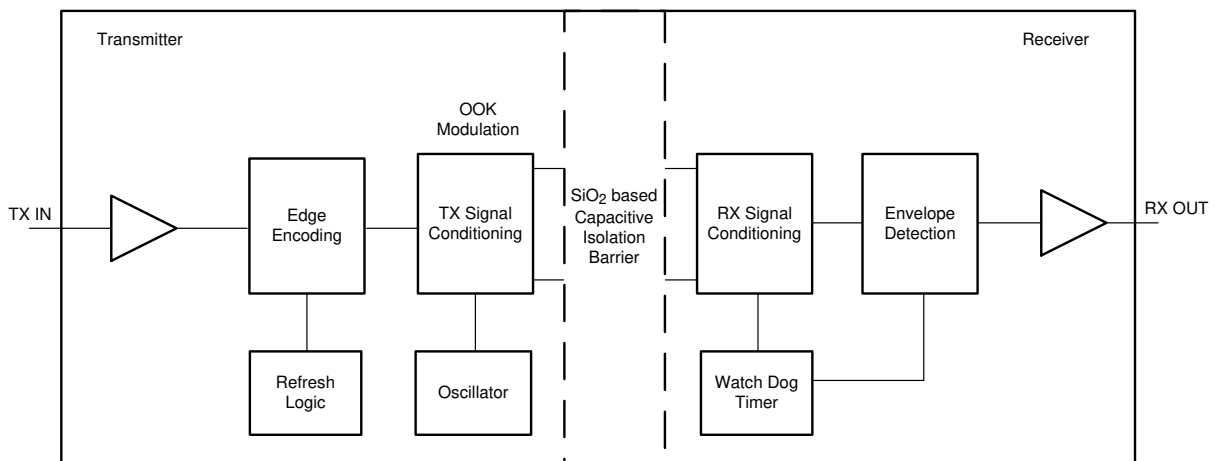 Transmitter
Receiver
OOK
Modulation
TX IN
Edge
Encoding
TX Signal
Conditioning
SiO2 based
Capacitive
Isolation
Barrier
RX Signal
Conditioning
Envelope
Detection
RX OUT
Refresh
Logic
Oscillator
Watch Dog
Timer